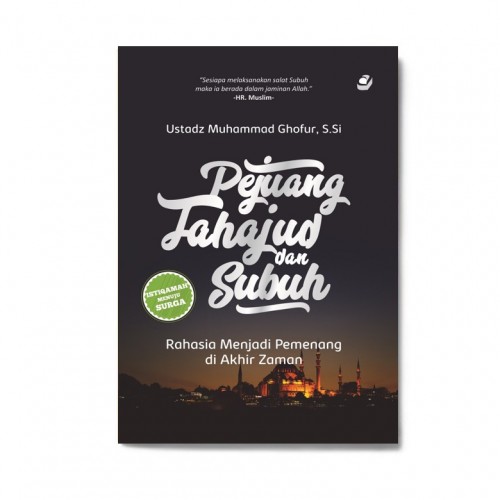 "Sesiapa melaksanakan salat Subuh
maka ia berada dalam jaminan Allah."
-HR. Muslim-
Ustadz Muhammad Ghofur, S.Si
Pejuang
Tahajud
dan
Subuh
ISTIQAMAH
MENUJU
SURGA
Rahasia Menjadi Pemenang
di Akhir Zaman